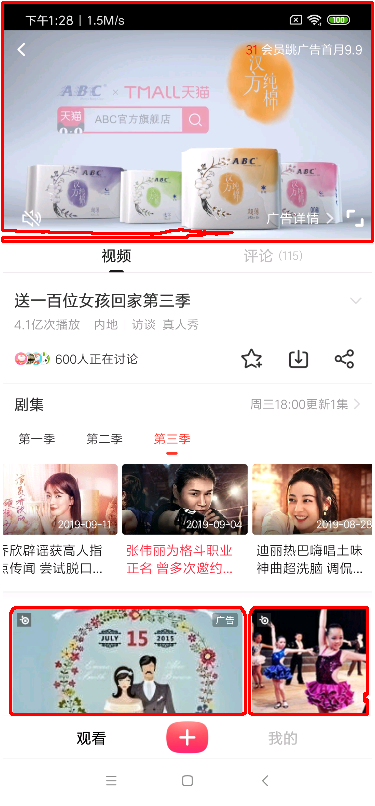 下午1:28 | 1.5M/s
100
31 会员跳广告首月9.9
汉方纯棉
ABC × TMALL天猫
天猫 ABC官方旗舰店
ABC
ABC
ABC
ABC
广告详情
视频 评论 (115)
送一百位女孩回家第三季
4.1亿次播放 内地 访谈 真人秀
600人正在讨论
剧集 周三18:00更新1集
第一季 第二季 第三季
2019-09-11 2019-09-04 2019-08-28
乔欣辟谣获高人指 张伟丽为格斗职业 迪丽热巴嗨唱土味
点传闻 尝试脱口... 正名 曾多次邀约... 神曲超洗脑 调侃...
广告
JULY 15 2015
观看 我的